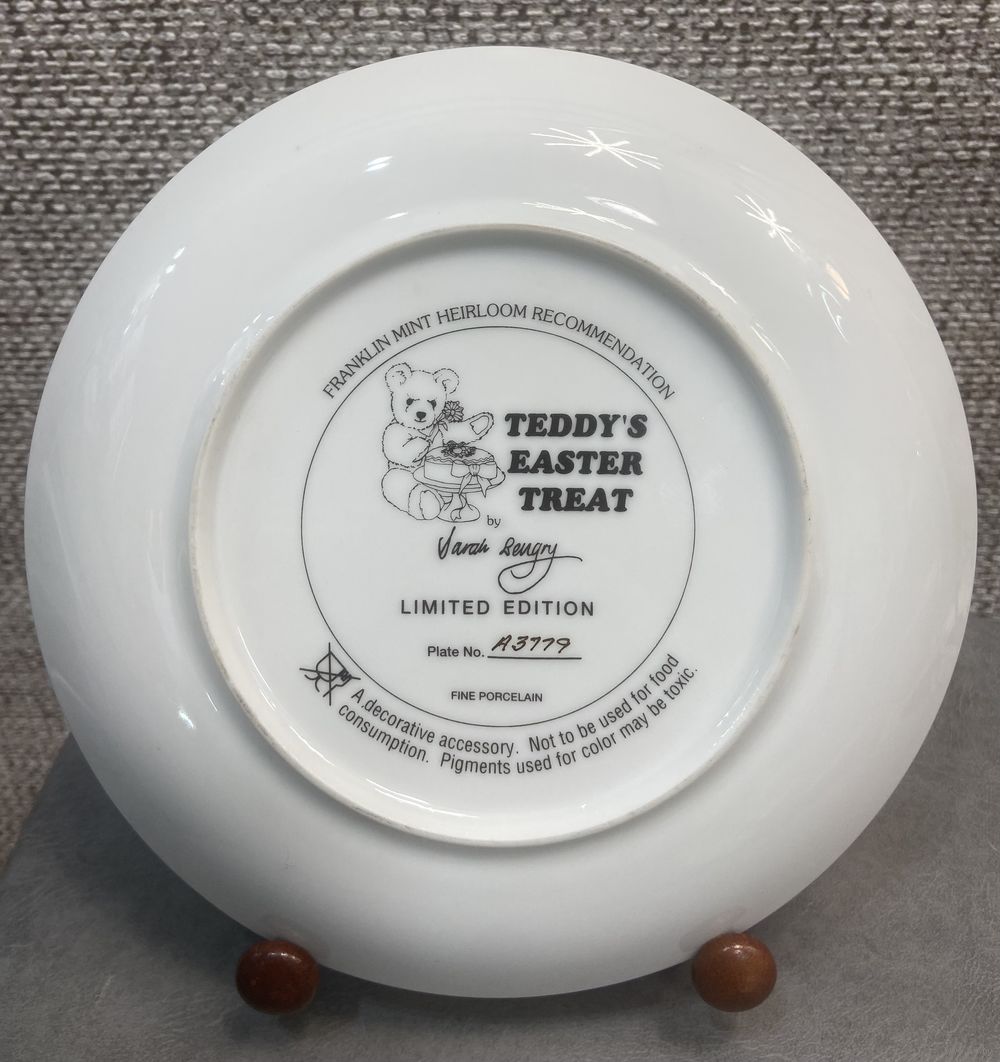 FRANKLIN MINT HEIRLOOM RECOMMENDATION
TEDDY'S
EASTER
TREAT
by
Sarah Bengry
LIMITED EDITION
Plate No. A3779
FINE PORCELAIN
A decorative accessory. Not to be used for food
consumption. Pigments used for color may be toxic.